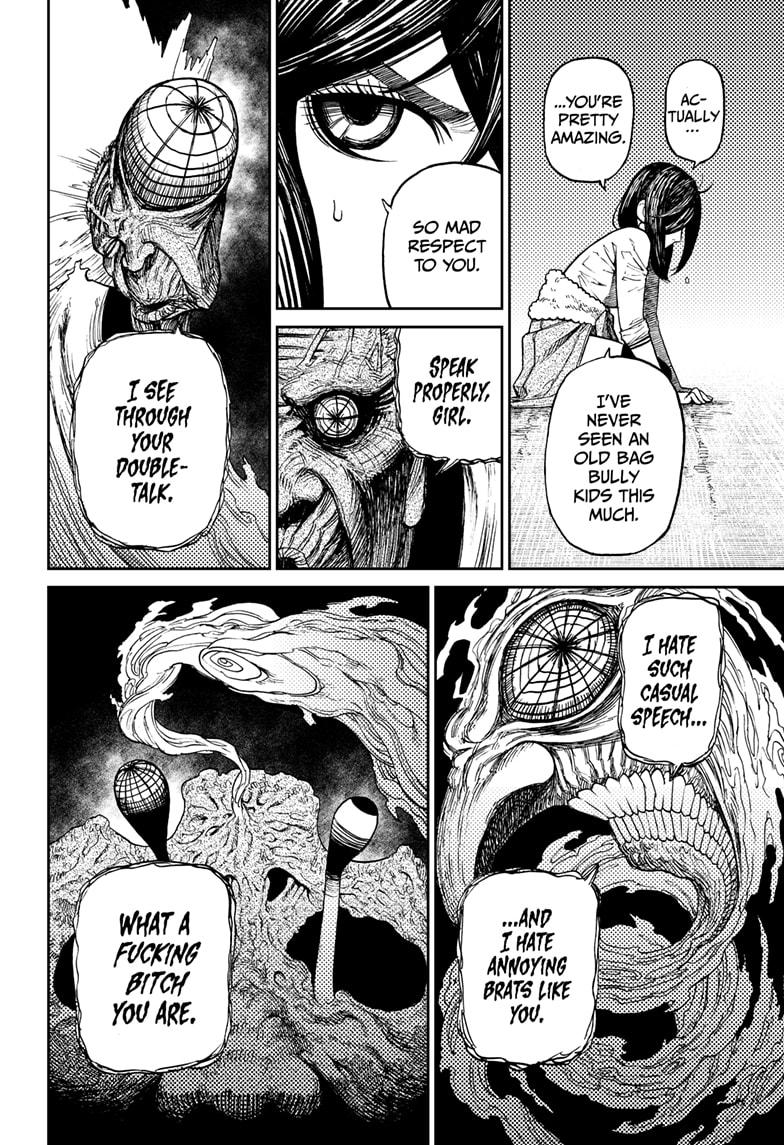 AC-
TUALLY
...
...YOU'RE
PRETTY
AMAZING.
I'VE
NEVER
SEEN AN
OLD BAG
BULLY
KIDS THIS
MUCH.
SO MAD
RESPECT
TO YOU.
SPEAK
PROPERLY,
GIRL.
I SEE
THROUGH
YOUR
DOUBLE-
TALK.
I HATE
SUCH
CASUAL
SPEECH...
...AND
I HATE
ANNOYING
BRATS LIKE
YOU.
WHAT A
FUCKING
BITCH
YOU ARE.